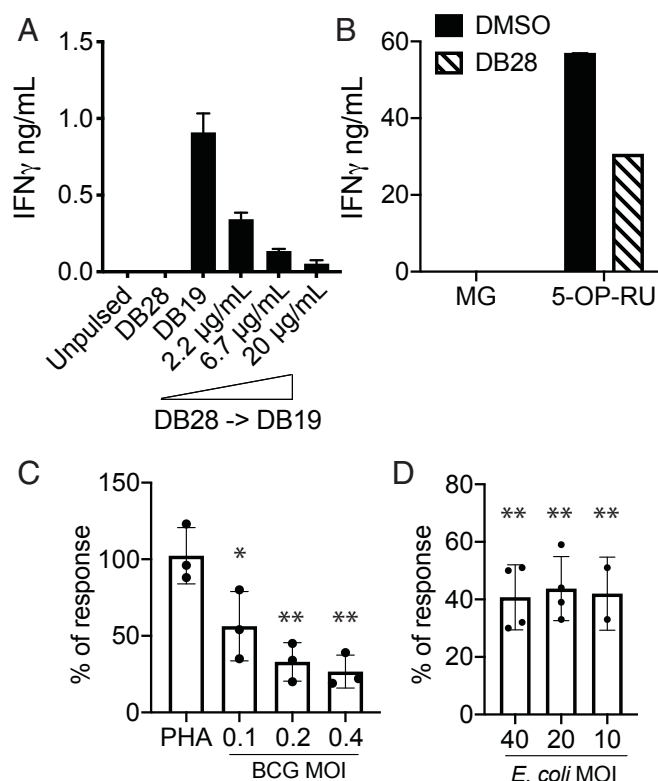 A
IFNγ ng/mL
1.5
1.0
0.5
0.0
Unpulsed
DB28
DB19
2.2 μg/mL
6.7 μg/mL
20 μg/mL
DB28 -> DB19
B
DMSO
DB28
IFNγ ng/mL
60
40
20
0
MG
5-OP-RU
C
% of response
150
100
50
0
*
**
**
PHA
0.1
0.2
0.4
BCG MOI
D
% of response
80
60
40
20
0
**
**
**
40
20
10
E. coli MOI